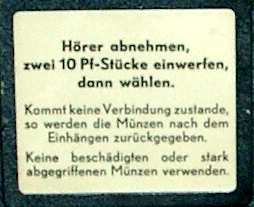 Hörer abnehmen,
zwei 10 Pf-Stücke einwerfen,
dann wählen.
Kommt keine Verbindung zustande,
so werden die Münzen nach dem
Einhängen zurückgegeben.
Keine beschädigten oder stark
abgegriffenen Münzen verwenden.